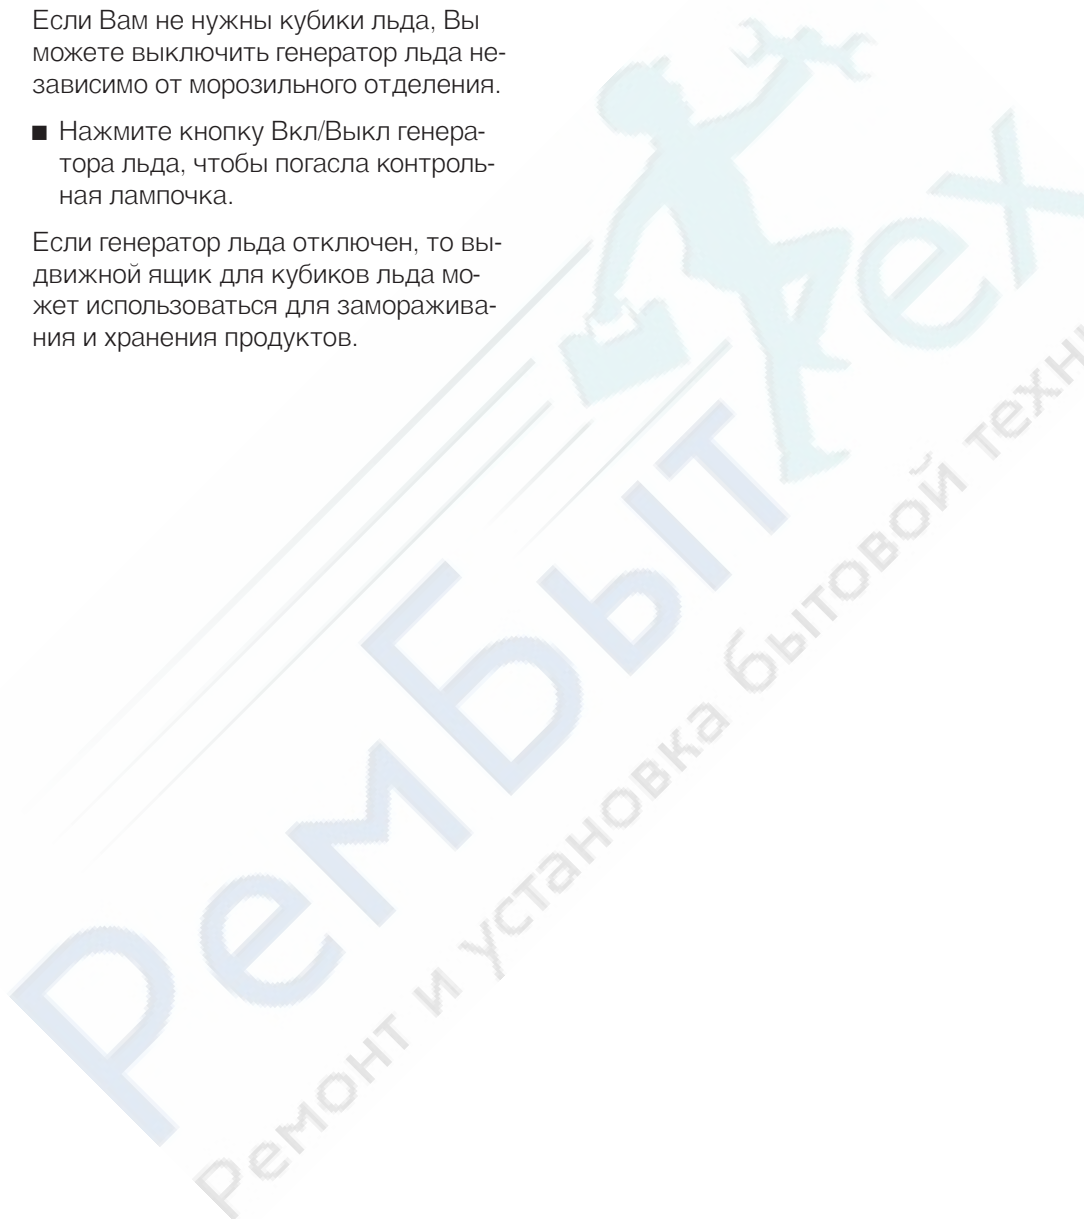 Если Вам не нужны кубики льда, Вы
можете выключить генератор льда не-
зависимо от морозильного отделения.
■ Нажмите кнопку Вкл/Выкл генера-
тора льда, чтобы погасла контроль-
ная лампочка.
Если генератор льда отключен, то вы-
движной ящик для кубиков льда мо-
жет использоваться для заморажива-
ния и хранения продуктов.
РемБытТех
Ремонт и установка бытовой техни